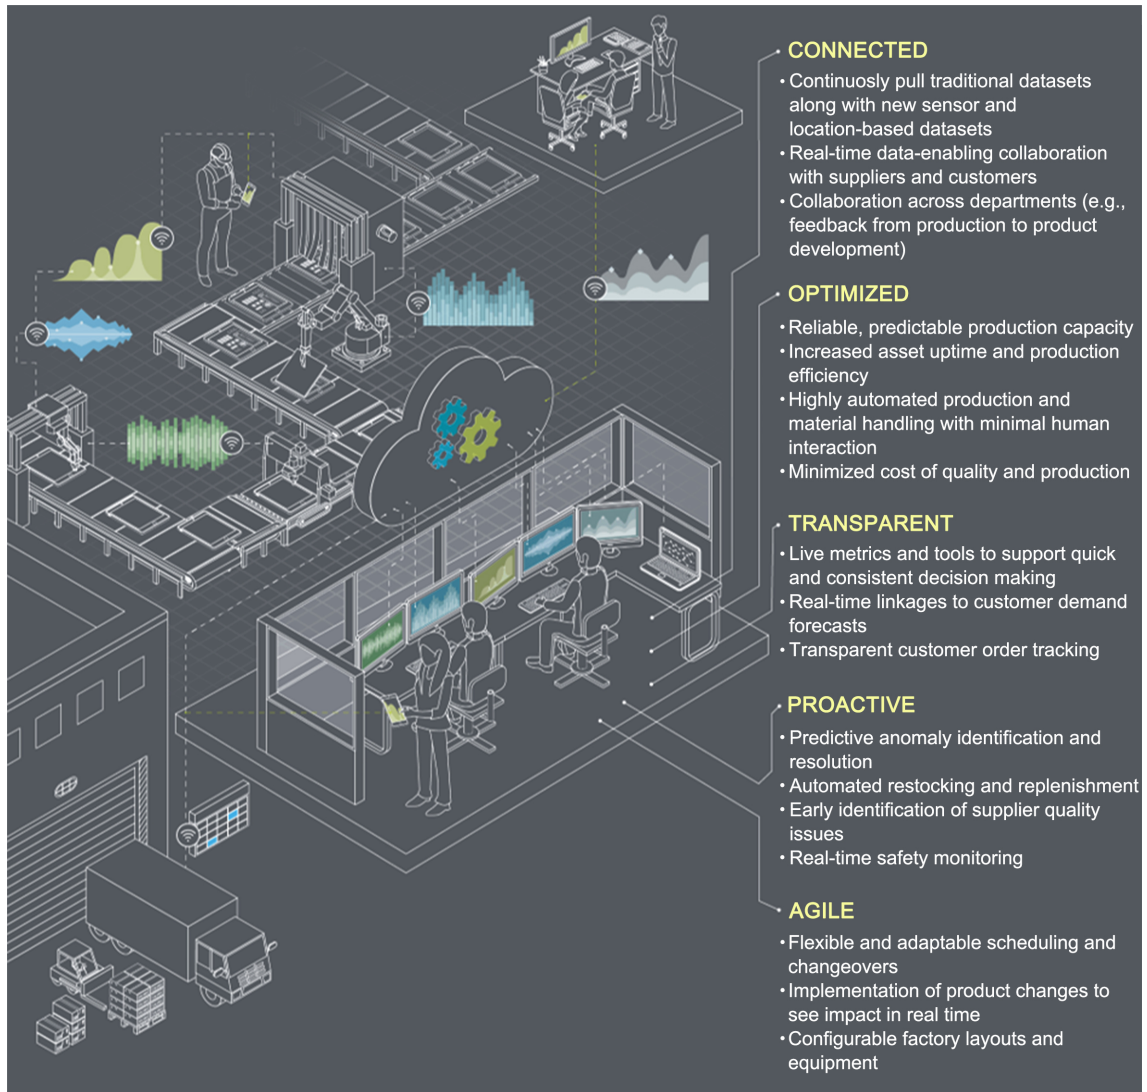 CONNECTED
• Continuosly pull traditional datasets
along with new sensor and
location-based datasets
• Real-time data-enabling collaboration
with suppliers and customers
• Collaboration across departments (e.g.,
feedback from production to product
development)
OPTIMIZED
• Reliable, predictable production capacity
• Increased asset uptime and production
efficiency
• Highly automated production and
material handling with minimal human
interaction
• Minimized cost of quality and production
TRANSPARENT
• Live metrics and tools to support quick
and consistent decision making
• Real-time linkages to customer demand
forecasts
• Transparent customer order tracking
PROACTIVE
• Predictive anomaly identification and
resolution
• Automated restocking and replenishment
• Early identification of supplier quality
issues
• Real-time safety monitoring
AGILE
• Flexible and adaptable scheduling and
changeovers
• Implementation of product changes to
see impact in real time
• Configurable factory layouts and
equipment